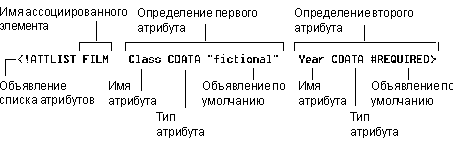 Имя ассоциированного
элемента
Определение первого
атрибута
Определение второго
атрибута
<!ATTLIST FILM Class CDATA "fictional" Year CDATA #REQUIRED>
Объявление
списка атрибутов
Имя
атрибута
Объявление по
умолчанию
Имя
атрибута
Объявление по
умолчанию
Тип
атрибута
Тип
атрибута